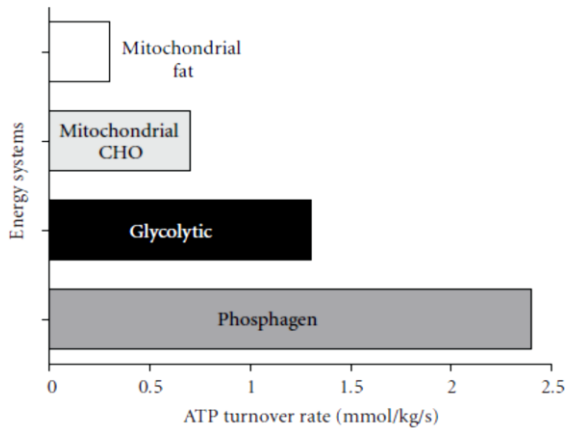 Mitochondrial
fat
Mitochondrial
CHO
Glycolytic
Phosphagen
Energy systems
0 0.5 1 1.5 2 2.5
ATP turnover rate (mmol/kg/s)